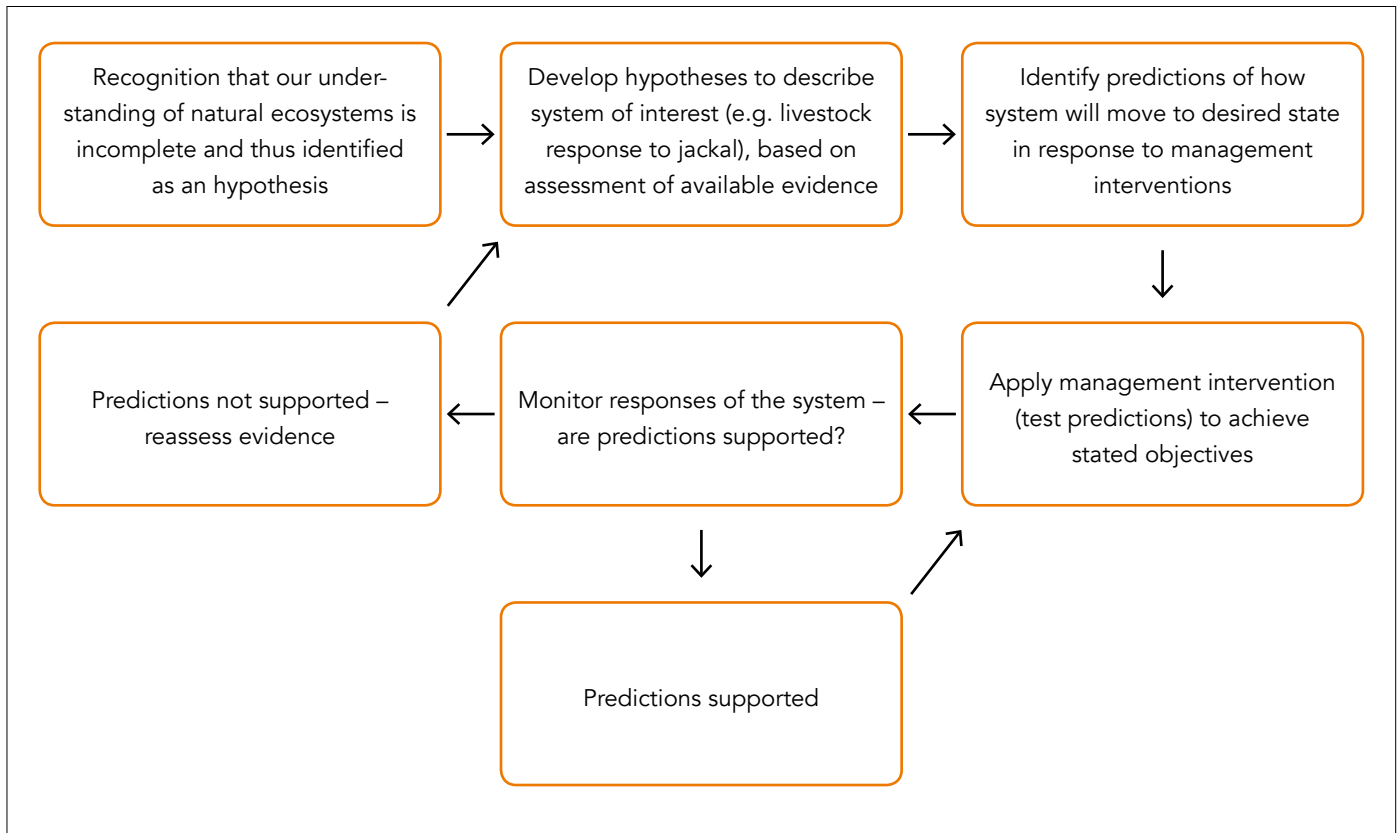 Recognition that our under-
standing of natural ecosystems is
incomplete and thus identified
as an hypothesis
Develop hypotheses to describe
system of interest (e.g. livestock
response to jackal), based on
assessment of available evidence
Identify predictions of how
system will move to desired state
in response to management
interventions
Predictions not supported –
reassess evidence
Monitor responses of the system –
are predictions supported?
Apply management intervention
(test predictions) to achieve
stated objectives
Predictions supported